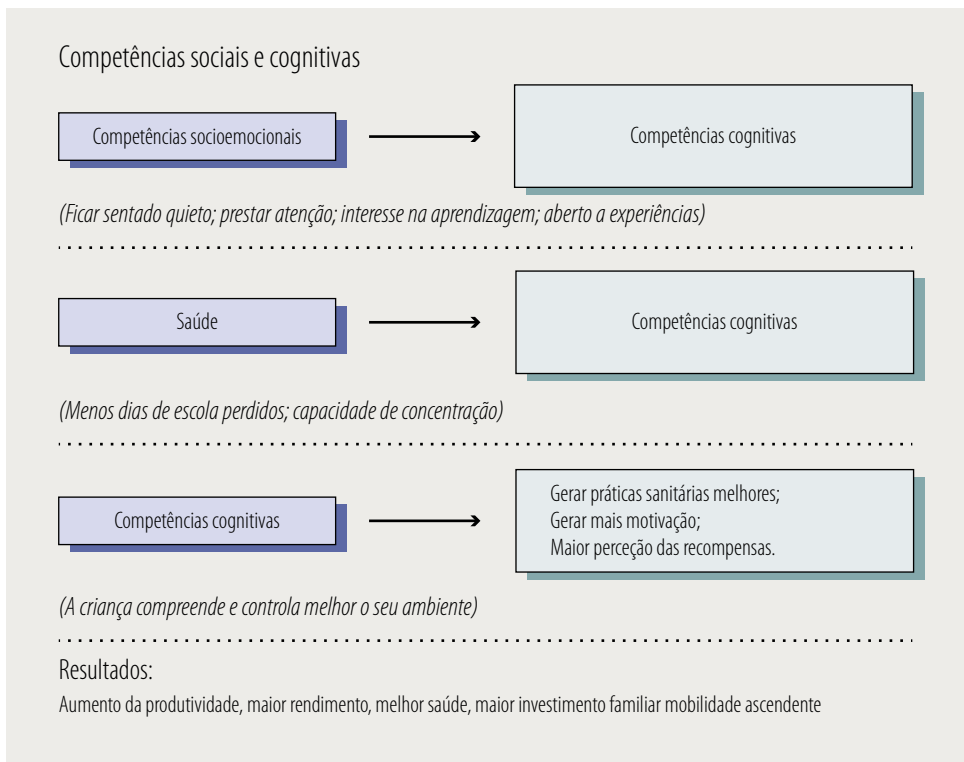 Competências sociais e cognitivas
Competências socioemocionais
Competências cognitivas
(Ficar sentado quieto; prestar atenção; interesse na aprendizagem; aberto a experiências)
Saúde
Competências cognitivas
(Menos dias de escola perdidos; capacidade de concentração)
Competências cognitivas
Gerar práticas sanitárias melhores;
Gerar mais motivação;
Maior perceção das recompensas.
(A criança compreende e controla melhor o seu ambiente)
Resultados:
Aumento da produtividade, maior rendimento, melhor saúde, maior investimento familiar mobilidade ascendente